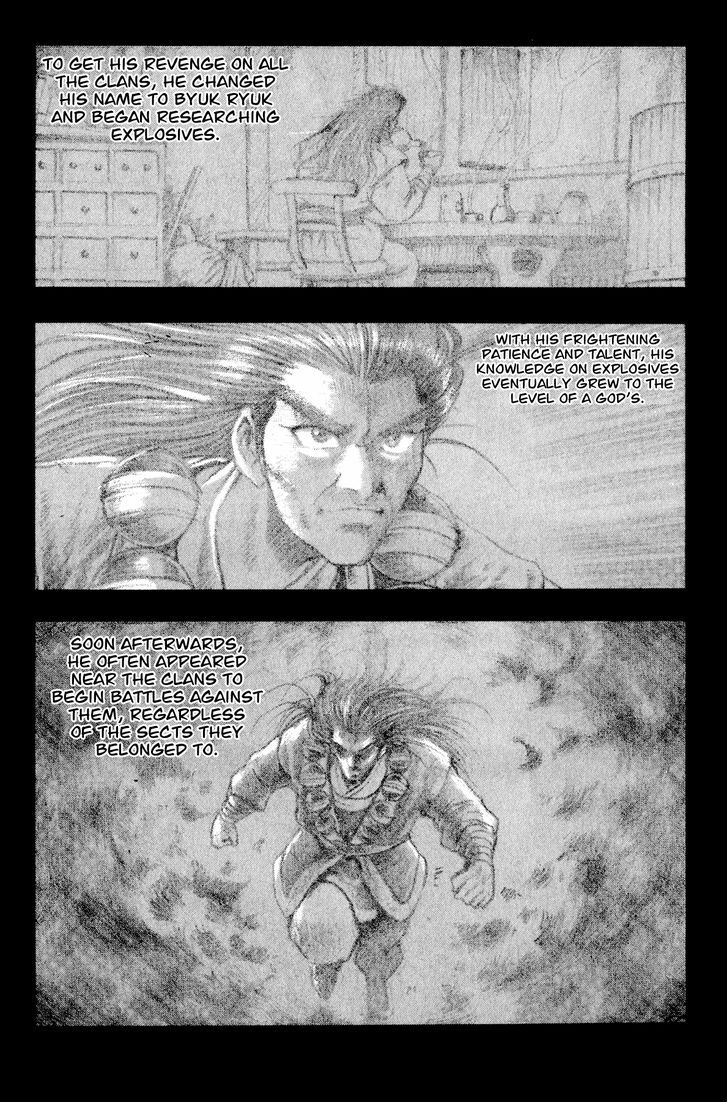 TO GET HIS REVENGE ON ALL
THE CLANS, HE CHANGED
HIS NAME TO BYUK RYUK
AND BEGAN RESEARCHING
EXPLOSIVES.
WITH HIS FRIGHTENING
PATIENCE AND TALENT, HIS
KNOWLEDGE ON EXPLOSIVES
EVENTUALLY GREW TO THE
LEVEL OF A GOD'S.
SOON AFTERWARDS,
HE OFTEN APPEARED
NEAR THE CLANS TO
BEGIN BATTLES AGAINST
THEM, REGARDLESS
OF THE SECTS THEY
BELONGED TO.